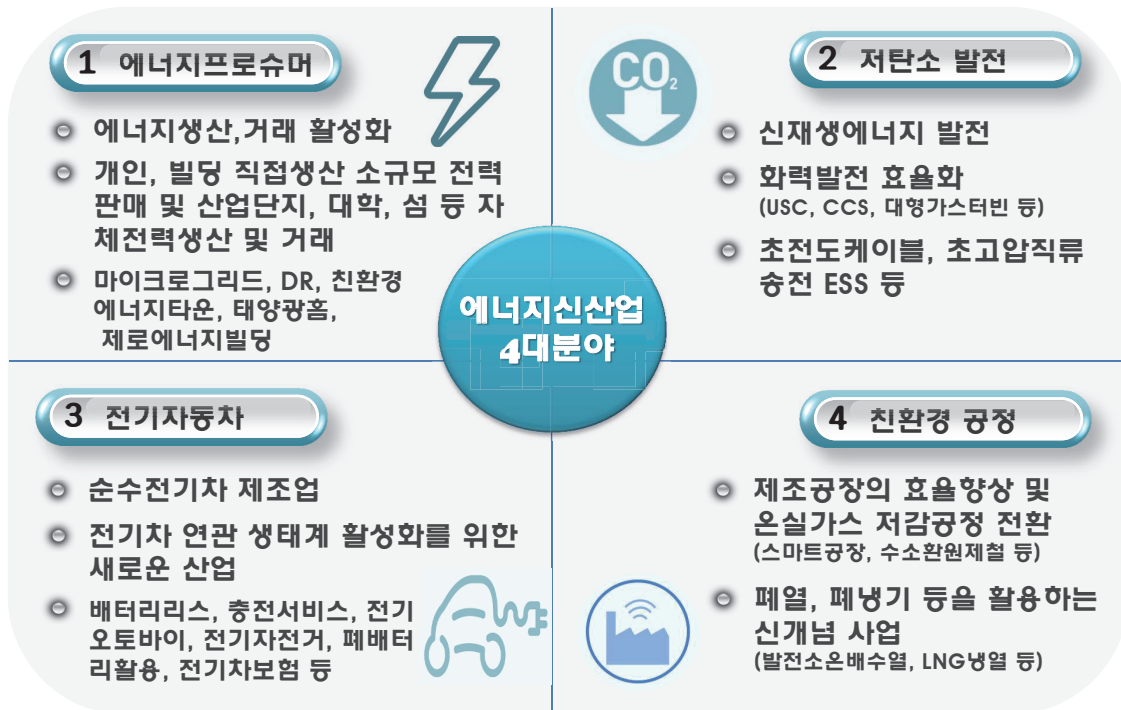 1 에너지프로슈머
에너지생산,거래 활성화
개인, 빌딩 직접생산 소규모 전력
판매 및 산업단지, 대학, 섬 등 자
체전력생산 및 거래
마이크로그리드, DR, 친환경
에너지타운, 태양광홈,
제로에너지빌딩
CO₂
2 저탄소 발전
신재생에너지 발전
화력발전 효율화
(USC, CCS, 대형가스터빈 등)
초전도케이블, 초고압직류
송전 ESS 등
에너지신산업
4대분야
3 전기자동차
순수전기차 제조업
전기차 연관 생태계 활성화를 위한
새로운 산업
배터리리스, 충전서비스, 전기
오토바이, 전기자전거, 폐배터
리활용, 전기차보험 등
4 친환경 공정
제조공장의 효율향상 및
온실가스 저감공정 전환
(스마트공장, 수소환원제철 등)
폐열, 폐냉기 등을 활용하는
신개념 사업
(발전소온배수열, LNG냉열 등)